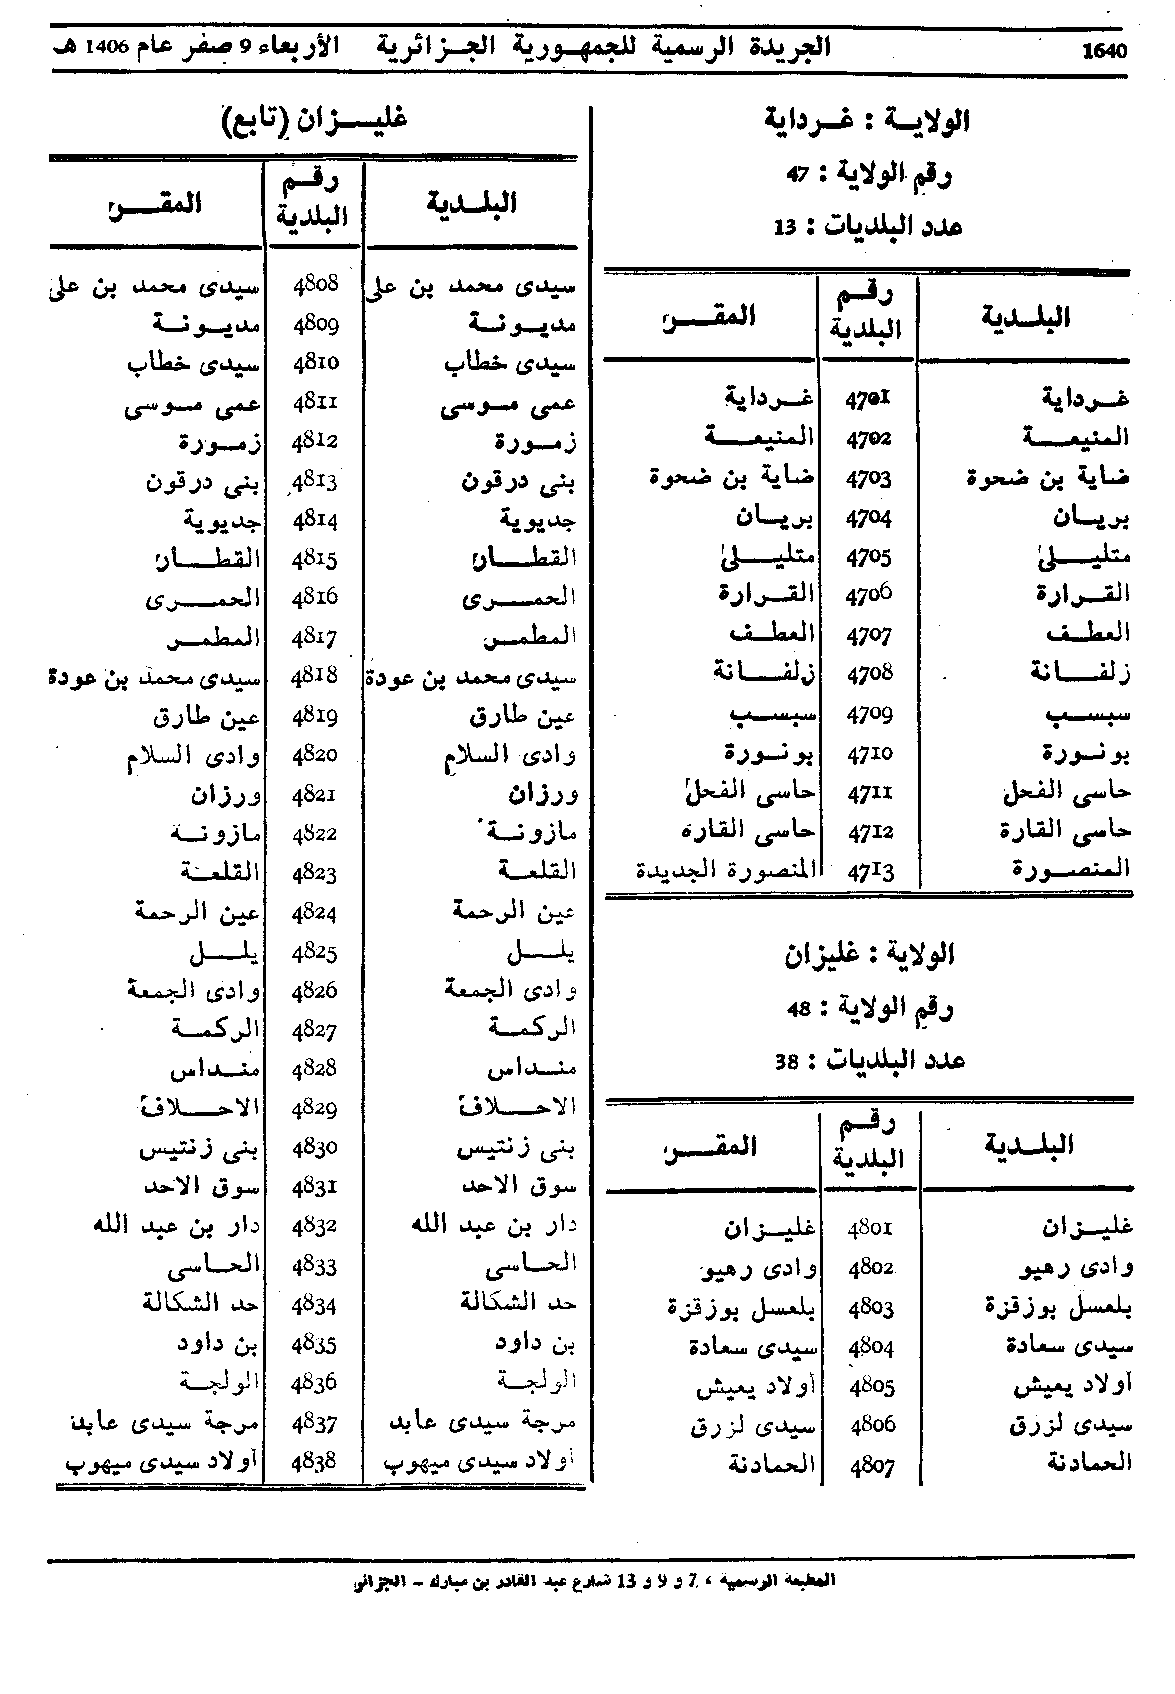 1640 الجريدة الرسمية للجمهورية الجزائرية الأربعاء 9 صفر عام 1406 هـ
الولاية : غرداية
رقم الولاية : 47
عدد البلديات : 13
البلدية رقم البلدية المقر
غرداية 4701 غرداية
المنيعة 4702 المنيعة
ضاية بن ضحوة 4703 ضاية بن ضحوة
بريان 4704 بريان
متليلى 4705 متليلى
القرارة 4706 القرارة
العطف 4707 العطف
زلفانة 4708 زلفانة
سبسب 4709 سبسب
بونورة 4710 بونورة
حاسى الفحل 4711 حاسى الفحل
حاسى القارة 4712 حاسى القارة
المنصورة 4713 المنصورة الجديدة
الولاية : غليزان
رقم الولاية : 48
عدد البلديات : 38
البلدية رقم البلدية المقر
غليزان 4801 غليزان
وادى رهيو 4802 وادى رهيو
بلعسل بوزقزة 4803 بلعسل بوزقزة
سيدى سعادة 4804 سيدى سعادة
أولاد يعيش 4805 أولاد يعيش
سيدى لزرق 4806 سيدى لزرق
الحمادنة 4807 الحمادنة
غليزان (تابع)
البلدية رقم البلدية المقر
سيدى محمد بن على 4808 سيدى محمد بن على
مديونة 4809 مديونة
سيدى خطاب 4810 سيدى خطاب
عمى موسى 4811 عمى موسى
زمورة 4812 زمورة
بنى درقون 4813 بنى درقون
جديوية 4814 جديوية
القطار 4815 القطار
الحمرى 4816 الحمرى
المطمر 4817 المطمر
سيدى محمد بن عودة 4818 سيدى محمد بن عودة
عين طارق 4819 عين طارق
وادى السلام 4820 وادى السلام
ورزان 4821 ورزان
مازونة 4822 مازونة
القلعة 4823 القلعة
عين الرحمة 4824 عين الرحمة
يلل 4825 يلل
وادى الجمعة 4826 وادى الجمعة
الركمة 4827 الركمة
منداس 4828 منداس
الاحلاف 4829 الاحلاف
بنى زنتيس 4830 بنى زنتيس
سوق الاحد 4831 سوق الاحد
دار بن عبد الله 4832 دار بن عبد الله
الحاسى 4833 الحاسى
حد الشكالة 4834 حد الشكالة
بن داود 4835 بن داود
الولجة 4836 الولجة
مرجة سيدى عابد 4837 مرجة سيدى عابد
أولاد سيدى ميهوب 4838 أولاد سيدى ميهوب
المطبعة الرسمية ، 7 و 9 و 13 شارع عبد القادر بن مبارك - الجزائر